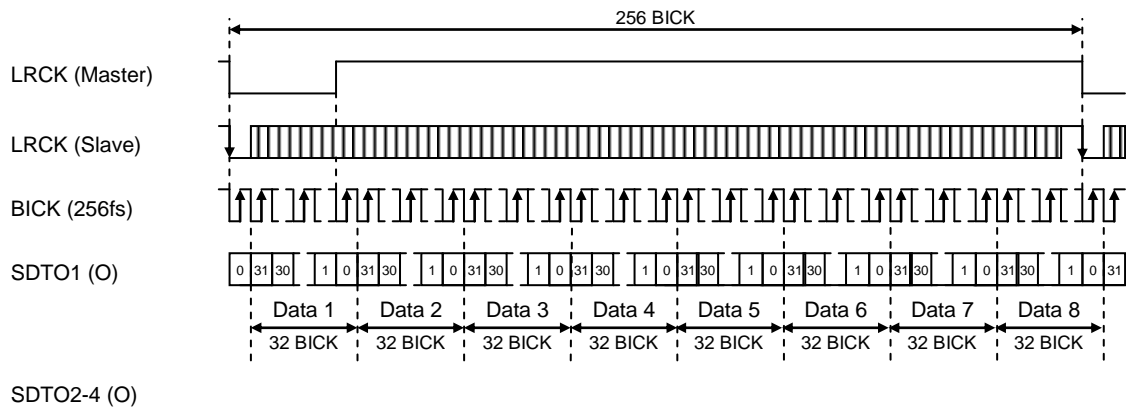 256 BICK
LRCK (Master)
LRCK (Slave)
BICK (256fs)
SDTO1 (O)
0 31 30 1 0 31 30 1 0 31 30 1 0 31 30 1 0 31 30 1 0 31 30 1 0 31 30 1 0 31 30 1 0 31
Data 1 Data 2 Data 3 Data 4 Data 5 Data 6 Data 7 Data 8
32 BICK 32 BICK 32 BICK 32 BICK 32 BICK 32 BICK 32 BICK 32 BICK
SDTO2-4 (O)